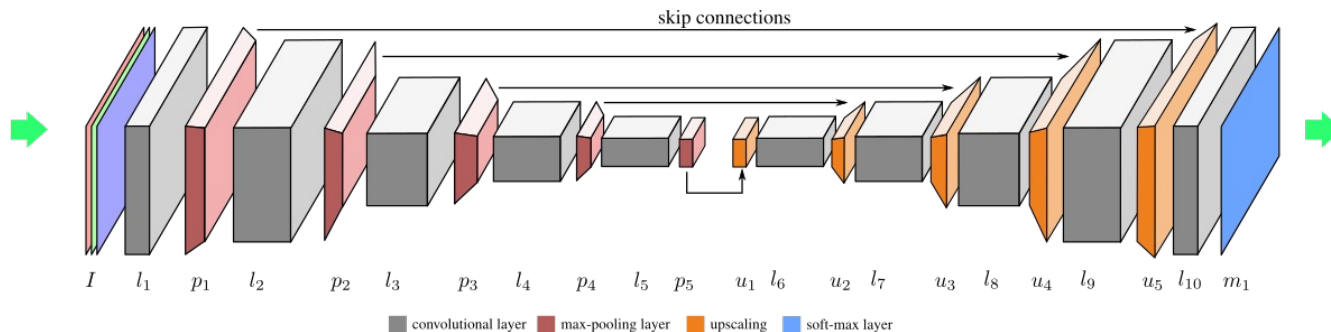 skip connections
I l₁ p₁ l₂ p₂ l₃ p₃ l₄ p₄ l₅ p₅ u₁ l₆ u₂ l₇ u₃ l₈ u₄ l₉ u₅ l₁₀ m₁
convolutional layer max-pooling layer upscaling soft-max layer